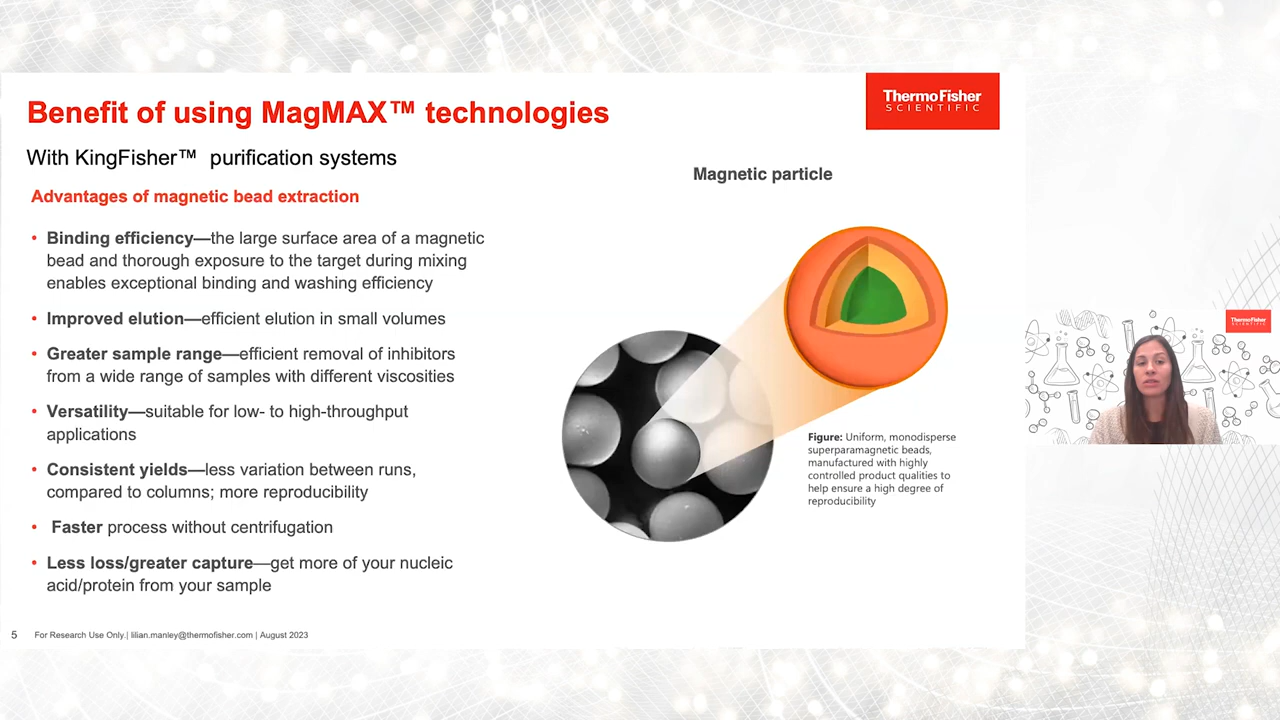 Benefit of using MagMAX™ technologies
ThermoFisher
SCIENTIFIC
With KingFisher™ purification systems
Magnetic particle
Advantages of magnetic bead extraction
• Binding efficiency—the large surface area of a magnetic
bead and thorough exposure to the target during mixing
enables exceptional binding and washing efficiency
• Improved elution—efficient elution in small volumes
• Greater sample range—efficient removal of inhibitors
from a wide range of samples with different viscosities
• Versatility—suitable for low- to high-throughput
applications
• Consistent yields—less variation between runs,
compared to columns; more reproducibility
• Faster process without centrifugation
• Less loss/greater capture—get more of your nucleic
acid/protein from your sample
Figure: Uniform, monodisperse
superparamagnetic beads,
manufactured with highly
controlled product qualities to
help ensure a high degree of
reproducibility
5 For Research Use Only.| lilian.manley@thermofisher.com | August 2023
ThermoFisher
SCIENTIFIC